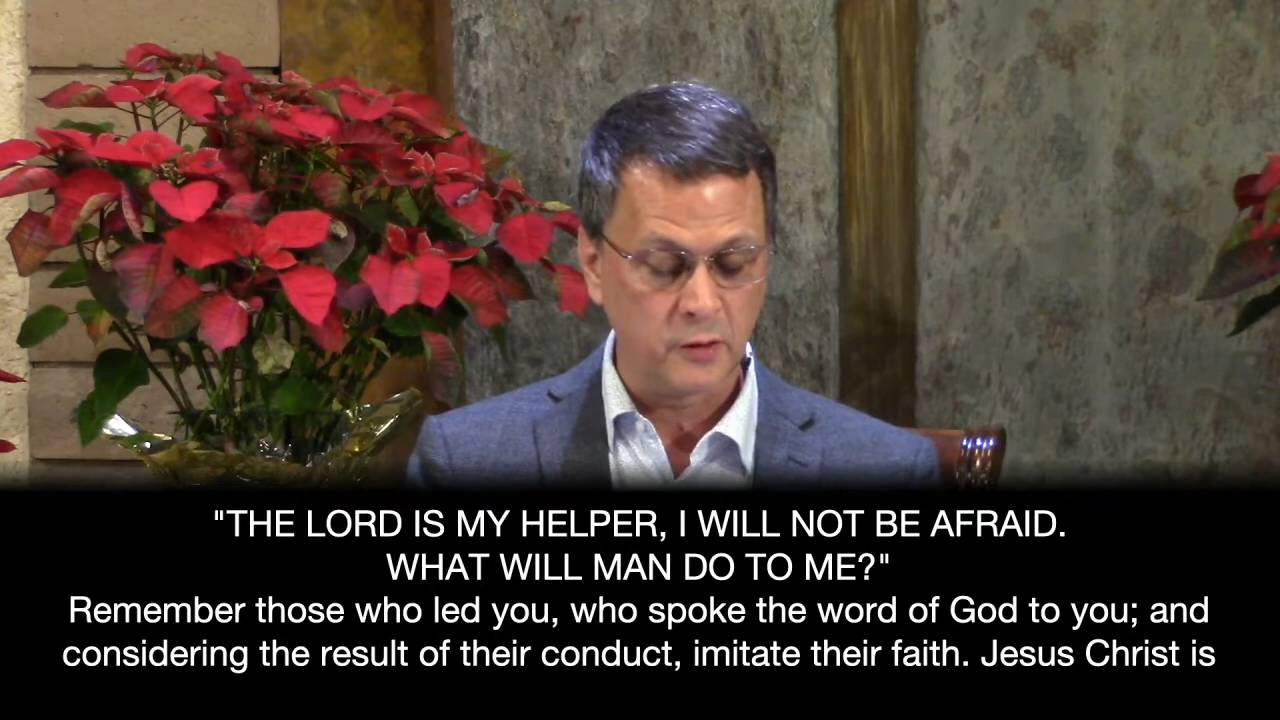 "THE LORD IS MY HELPER, I WILL NOT BE AFRAID.
WHAT WILL MAN DO TO ME?"
Remember those who led you, who spoke the word of God to you; and
considering the result of their conduct, imitate their faith. Jesus Christ is